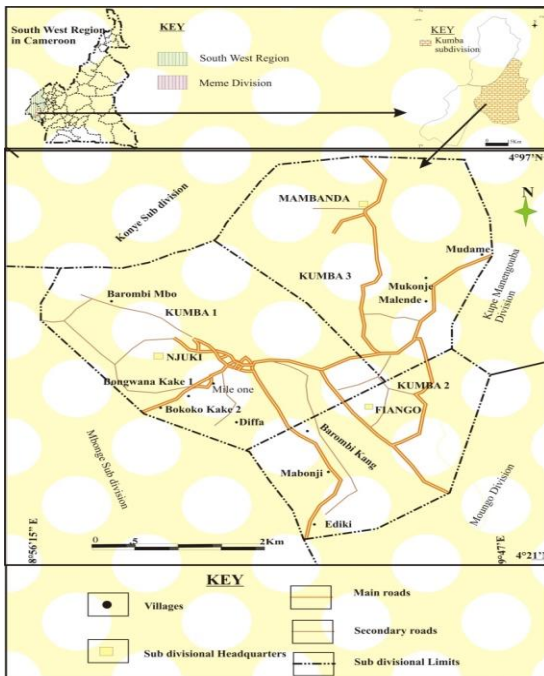 South West Region
in Cameroon
KEY
South West Region
Meme Division
KEY
Kumba
subdivision
0
4°97'N
N
Konye Sub division
MAMBANDA
Mudame
KUMBA 3
Mukonje
Malende
Kupe Manengouba
Division
Barombi Mbo
KUMBA 1
NJUKI
Bongwana Kake 1
Mile one
KUMBA 2
FIANGO
Bokoko Kake 2
Diffa
Barombi Kang
Mbonge Sub division
Mabonji
Moungo Division
Ediki
8°56'15" E
0
5
2Km
9°47'E
4°21'N
KEY
Villages
Main roads
Secondary roads
Sub divisional Headquarters
Sub divisional Limits